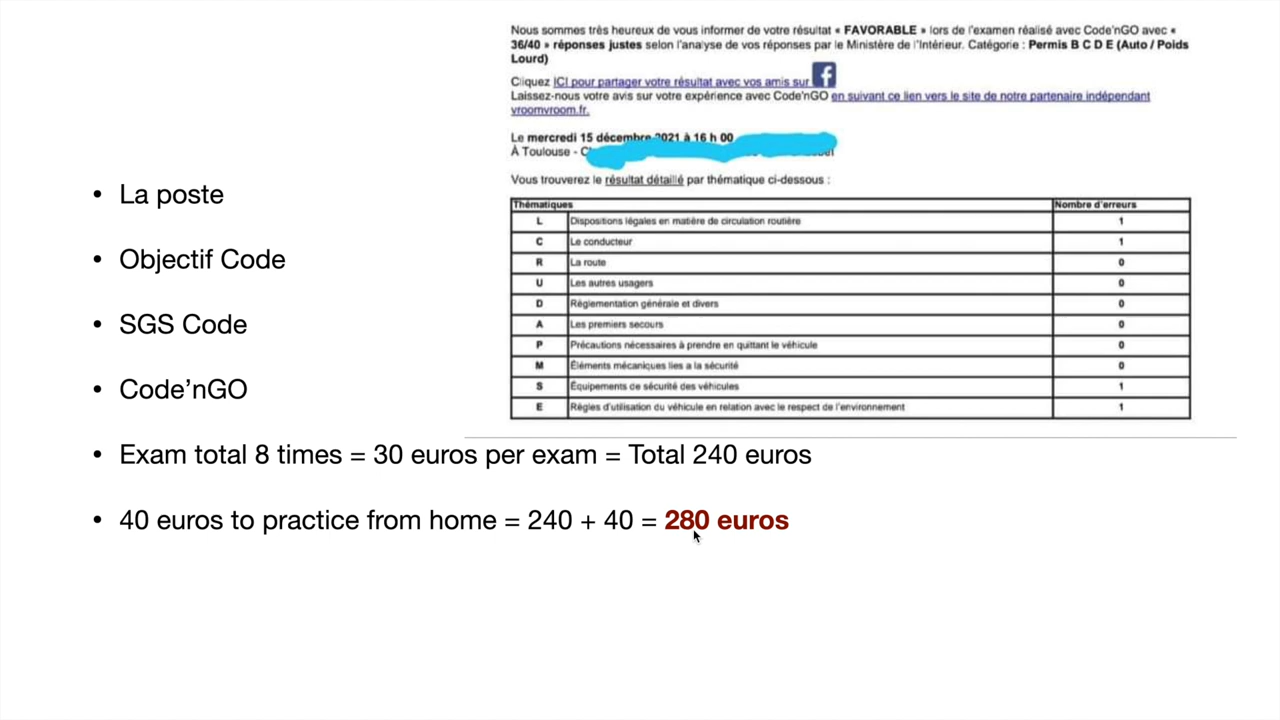 Nous sommes très heureux de vous informer de votre résultat « FAVORABLE » lors de l'examen réalisé avec Code'nGO avec «
36/40 » réponses justes selon l'analyse de vos réponses par le Ministère de l'Intérieur. Catégorie : Permis B C D E (Auto / Poids
Lourd)
Cliquez ICI pour partager votre résultat avec vos amis sur
Laissez-nous votre avis sur votre expérience avec Code'nGO en suivant ce lien vers le site de notre partenaire indépendant
vroomvroom.fr.
Le mercredi 15 décembre 2021 à 16 h 00
À Toulouse -
Vous trouverez le résultat détaillé par thématique ci-dessous :
Thématiques Nombre d'erreurs
L Dispositions légales en matière de circulation routière 1
C Le conducteur 1
R La route 0
U Les autres usagers 0
D Réglementation générale et divers 0
A Les premiers secours 0
P Précautions nécessaires à prendre en quittant le véhicule 0
M Éléments mécaniques lies a la sécurité 0
S Équipements de sécurité des véhicules 1
E Règles d'utilisation du véhicule en relation avec le respect de l'environnement 1
• La poste
• Objectif Code
• SGS Code
• Code’nGO
• Exam total 8 times = 30 euros per exam = Total 240 euros
• 40 euros to practice from home = 240 + 40 = 280 euros